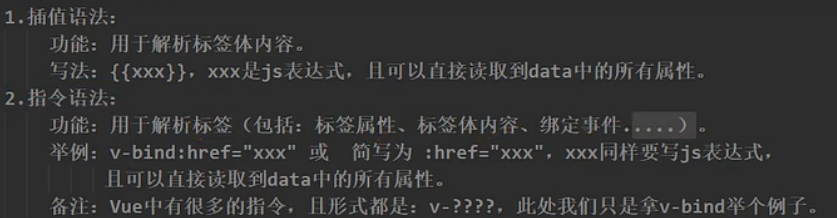 1.插值语法:
功能: 用于解析标签体内容。
写法: {{xxx}}, xxx是js表达式, 且可以直接读取到data中的所有属性。
2.指令语法:
功能: 用于解析标签（包括: 标签属性、标签体内容、绑定事件.....）。
举例: v-bind:href="xxx" 或 简写为 :href="xxx", xxx同样要写js表达式,
且可以直接读取到data中的所有属性。
备注: Vue中有很多的指令, 且形式都是: v-????, 此处我们只是拿v-bind举个例子。